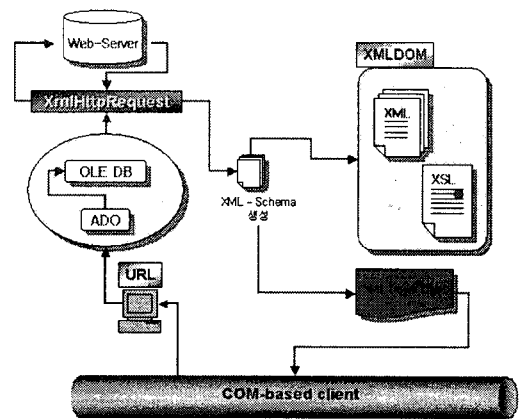 Web-Server
XMLDOM
XmlHttpRequest
XML
OLE DB
XSL
XML - Schema
생성
ADO
URL
COM-based client